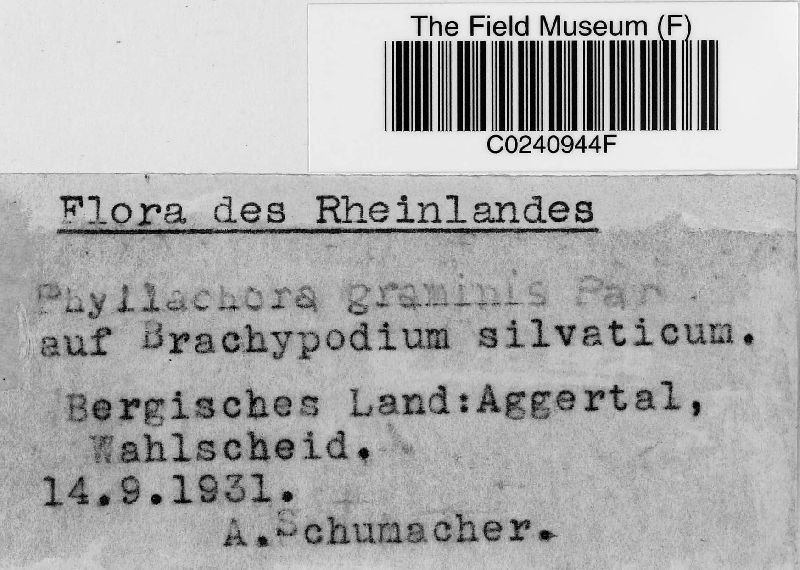 The Field Museum (F)
C0240944F
Flora des Rheinlandes
Phyllachora graminis Par
auf Brachypodium silvaticum.
Bergisches Land:Aggertal,
Wahlscheid.
14.9.1931.
A.Schumacher.